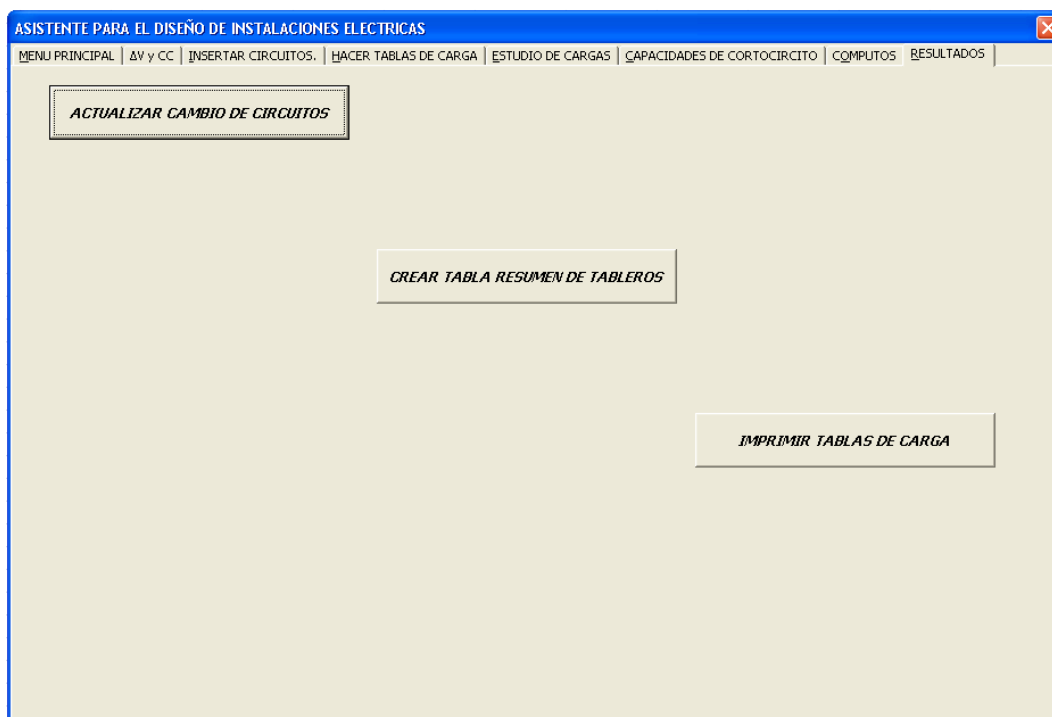 ASISTENTE PARA EL DISEÑO DE INSTALACIONES ELECTRICAS
MENU PRINCIPAL ΔV y CC INSERTAR CIRCUITOS. HACER TABLAS DE CARGA ESTUDIO DE CARGAS CAPACIDADES DE CORTOCIRCITO COMPUTOS RESULTADOS
ACTUALIZAR CAMBIO DE CIRCUITOS
CREAR TABLA RESUMEN DE TABLEROS
IMPRIMIR TABLAS DE CARGA